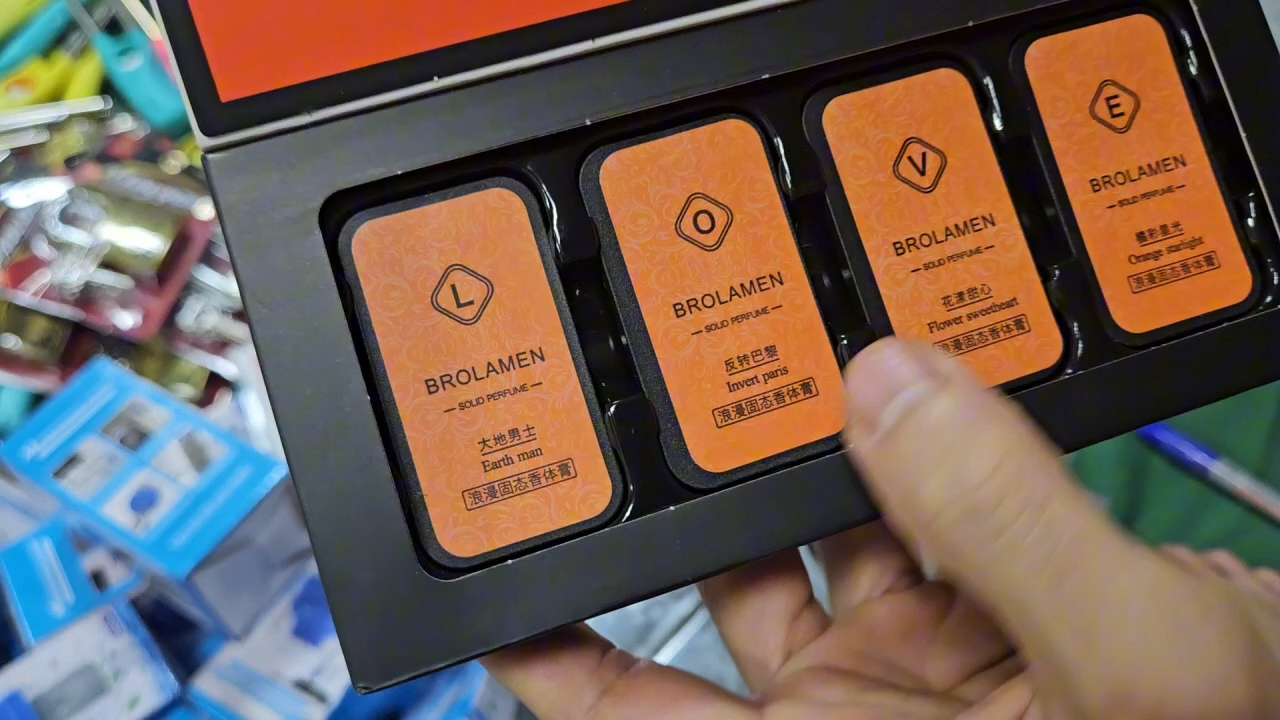 L
BROLAMEN
SOLID PERFUME
大地男士
Earth man
浪漫固态香体膏
O
BROLAMEN
SOLID PERFUME
反转巴黎
Invert paris
浪漫固态香体膏
V
BROLAMEN
SOLID PERFUME
花漾甜心
Flower sweetheart
浪漫固态香体膏
E
BROLAMEN
SOLID PERFUME
橘彩星光
Orange starlight
浪漫固态香体膏